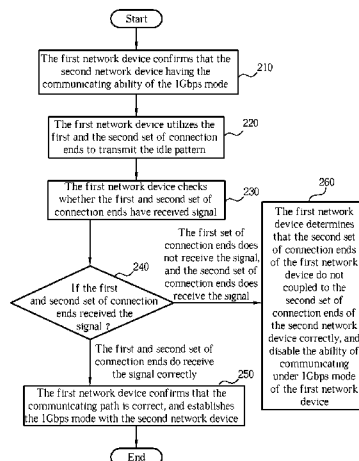 Start
The first network device confirms that the
second network device having the
communicating ability of the 1Gbps mode
210
The first network device utilizes the
first and the second set of connection
ends to transmit the idle pattern
220
The first network device checks
whether the first and second set of
connection ends have received signal
230
240
If the first
and second set of connection
ends received the
signal ?
The first set of
connection ends does
not receive the signal,
and the second set of
connection ends
does receive the signal
260
The first network
device determines
that the second set
of connection ends
of the first network
device do not
coupled to the
second set of
connection ends of
the second network
device correctly, and
disable the ability of
communicating
under 1Gbps mode
of the first network
device
The first and second set of
connection ends do receive
the signal correctly
250
The first network device confirms that the
communicating path is correct, and establishes
the 1Gbps mode with the second network device
End